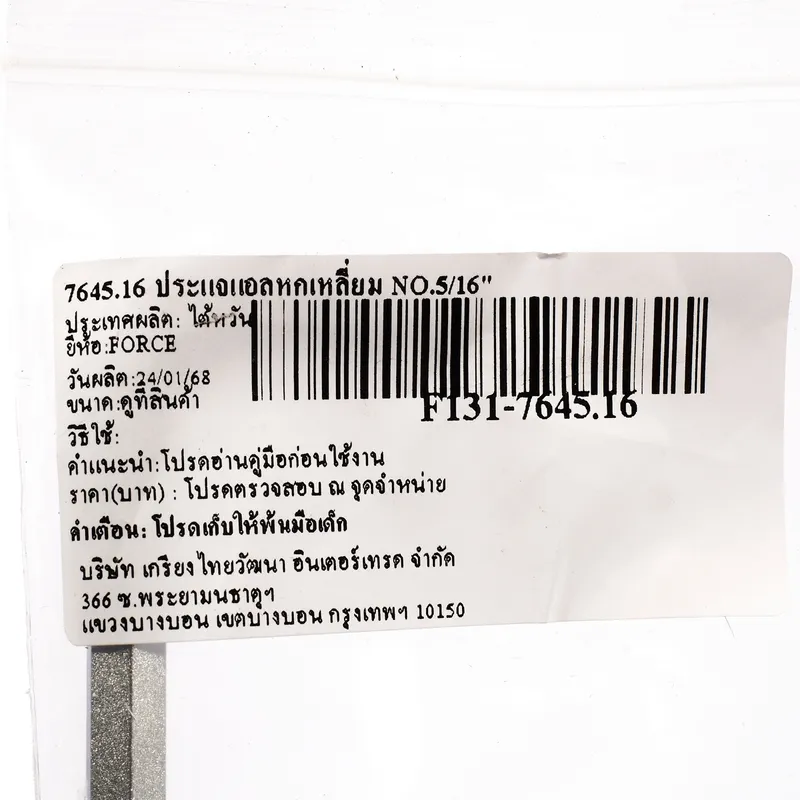 7645.16 ประแจแอลหกเหลี่ยม NO.5/16"
ประเทศผลิต: ไต้หวัน
ยี่ห้อ:FORCE
วันผลิต:24/01/68
ขนาด:ดูที่สินค้า
F131-7645.16
วิธีใช้:
คำแนะนำ:โปรดอ่านคู่มือก่อนใช้งาน
ราคา(บาท) : โปรดตรวจสอบ ณ จุดจำหน่าย
คำเตือน: โปรดเก็บให้พ้นมือเด็ก
บริษัท เกรียงไทยวัฒนา อินเตอร์เทรด จำกัด
366 ซ.พระยามนธาตุฯ
แขวงบางบอน เขตบางบอน กรุงเทพฯ 10150